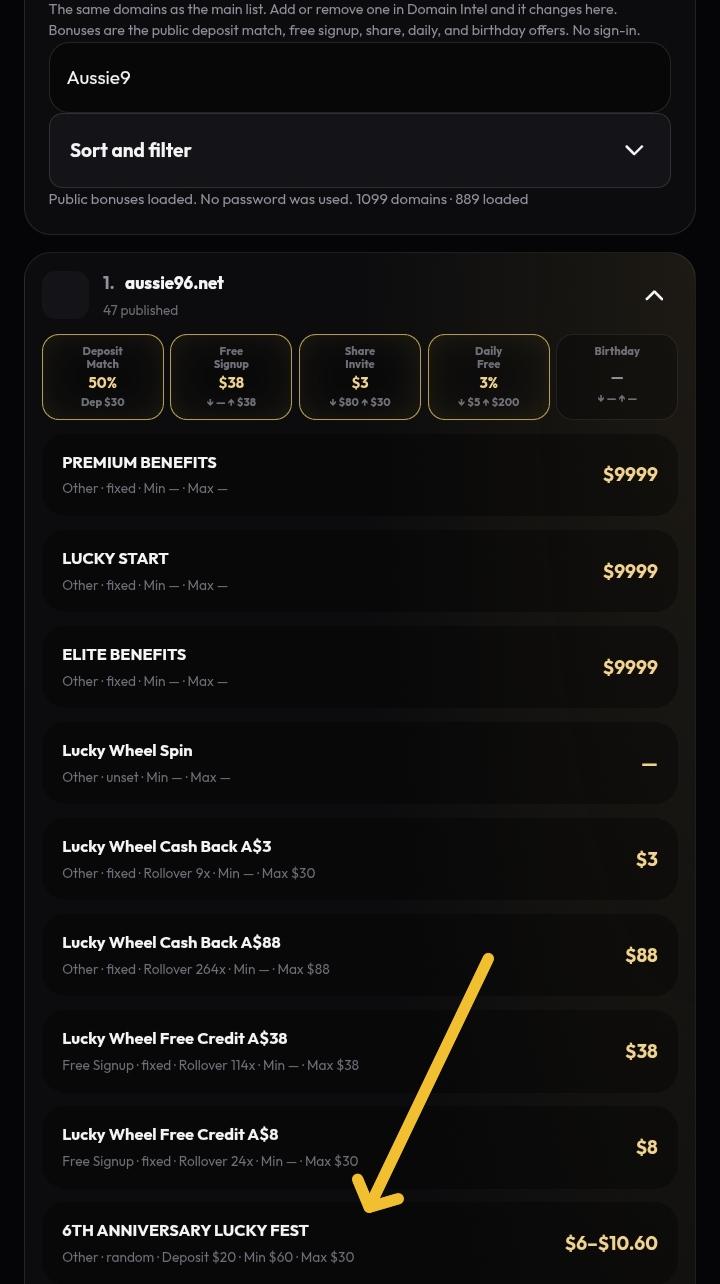 The same domains as the main list. Add or remove one in Domain Intel and it changes here.
Bonuses are the public deposit match, free signup, share, daily, and birthday offers. No sign-in.
Aussie9
Sort and filter
Public bonuses loaded. No password was used. 1099 domains · 889 loaded
1. aussie96.net
47 published
Deposit
Match
50%
Dep $30
Free
Signup
$38
↓ — ↑ $38
Share
Invite
$3
↓ $80 ↑ $30
Daily
Free
3%
↓ $5 ↑ $200
Birthday
—
↓ — ↑ —
PREMIUM BENEFITS
Other · fixed · Min — · Max —
$9999
LUCKY START
Other · fixed · Min — · Max —
$9999
ELITE BENEFITS
Other · fixed · Min — · Max —
$9999
Lucky Wheel Spin
Other · unset · Min — · Max —
—
Lucky Wheel Cash Back A$3
Other · fixed · Rollover 9x · Min — · Max $30
$3
Lucky Wheel Cash Back A$88
Other · fixed · Rollover 264x · Min — · Max $88
$88
Lucky Wheel Free Credit A$38
Free Signup · fixed · Rollover 114x · Min — · Max $38
$38
Lucky Wheel Free Credit A$8
Free Signup · fixed · Rollover 24x · Min — · Max $30
$8
6TH ANNIVERSARY LUCKY FEST
Other · random · Deposit $20 · Min $60 · Max $30
$6–$10.60